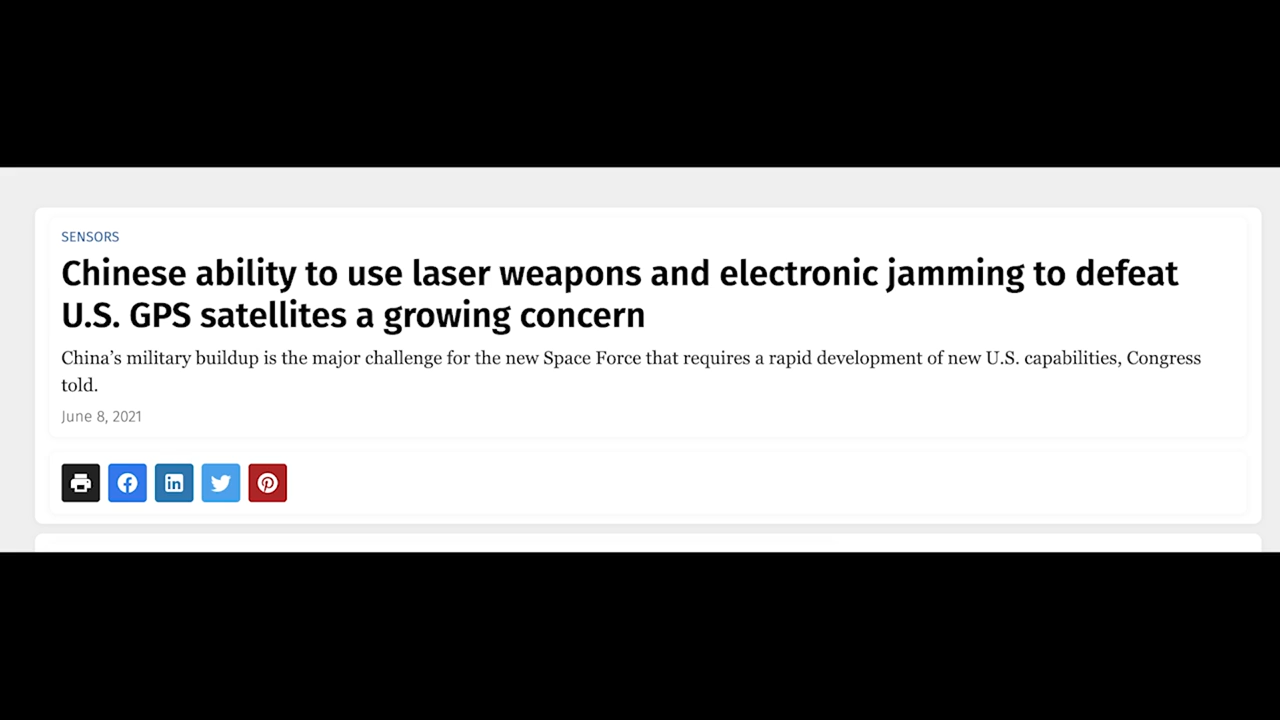 SENSORS
Chinese ability to use laser weapons and electronic jamming to defeat
U.S. GPS satellites a growing concern
China’s military buildup is the major challenge for the new Space Force that requires a rapid development of new U.S. capabilities, Congress
told.
June 8, 2021